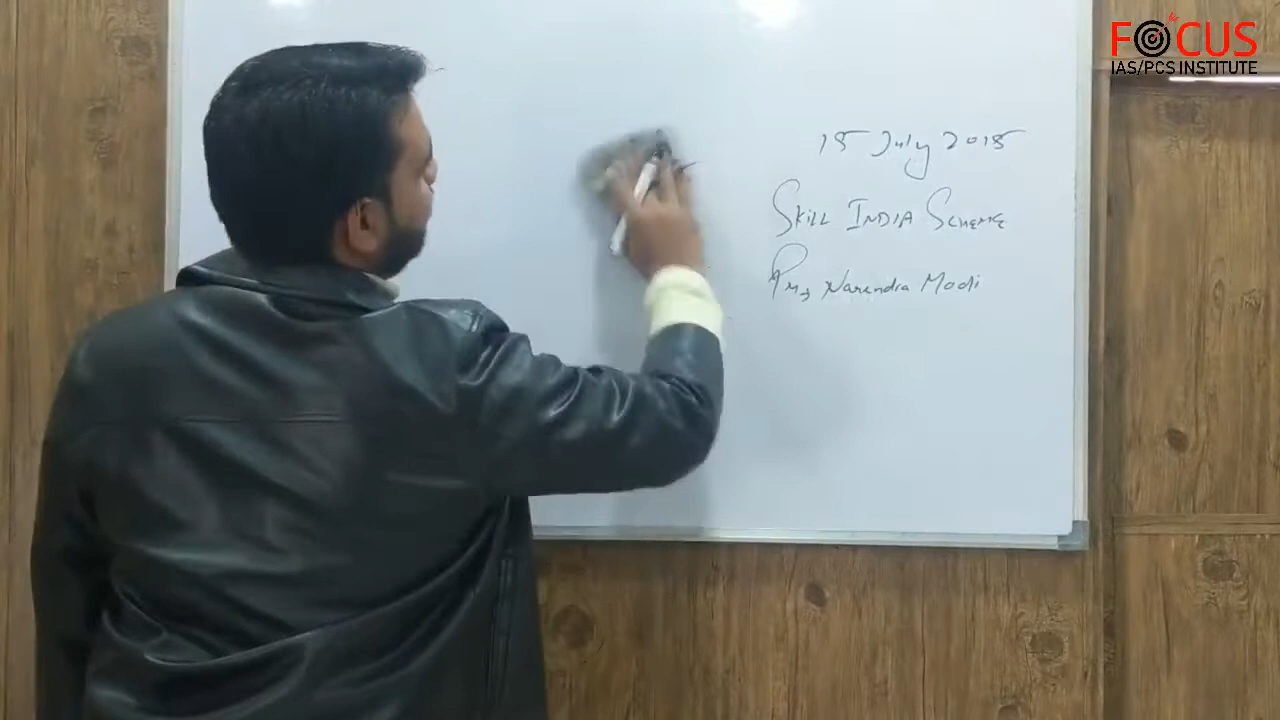 FOCUS
IAS/PCS INSTITUTE
15 July 2015
SKILL INDIA SCHEME
PM, Narendra Modi